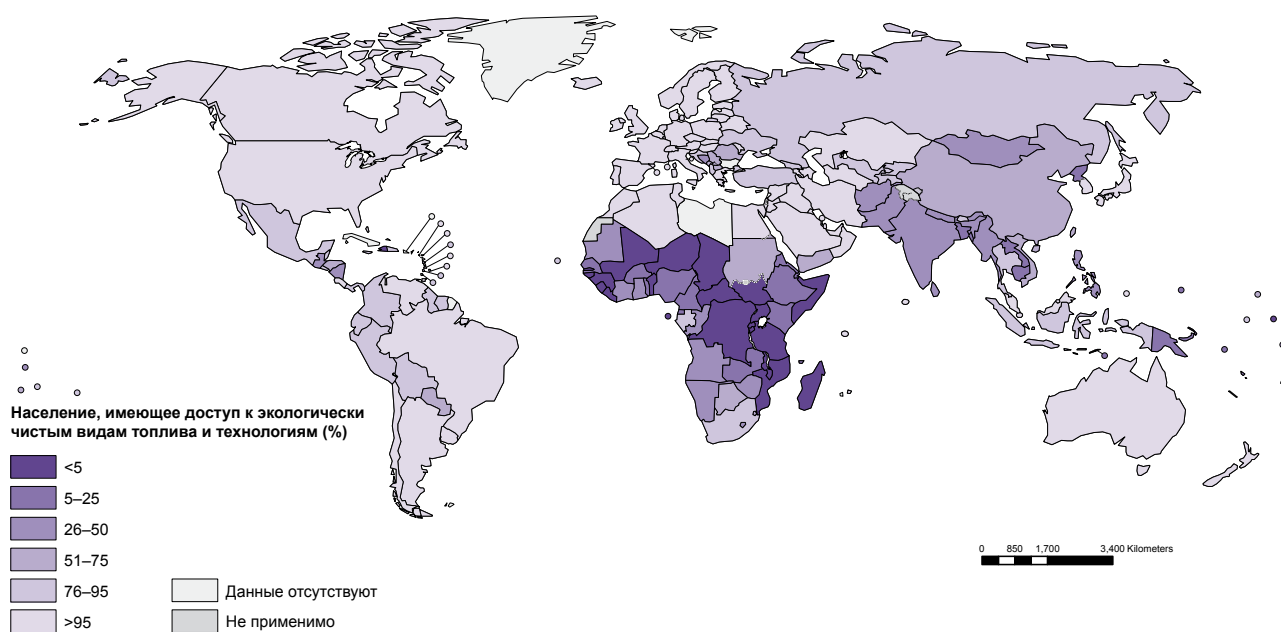 Население, имеющее доступ к экологически
чистым видам топлива и технологиям (%)
<5
5–25
26–50
51–75
76–95
>95
Данные отсутствуют
Не применимо
0 850 1,700 3,400 Kilometers